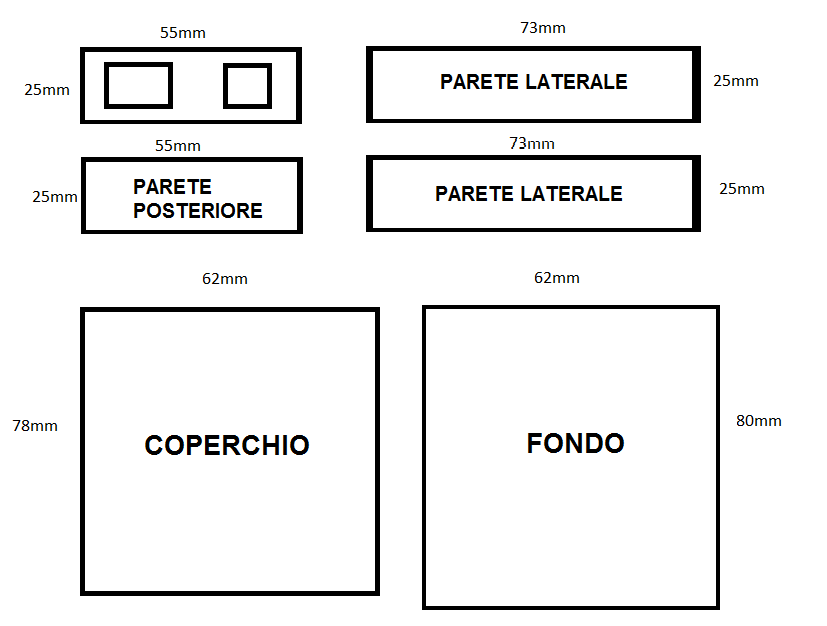 55mm
73mm
25mm
PARETE LATERALE
25mm
55mm
73mm
25mm
PARETE
POSTERIORE
PARETE LATERALE
25mm
62mm
62mm
78mm
COPERCHIO
FONDO
80mm